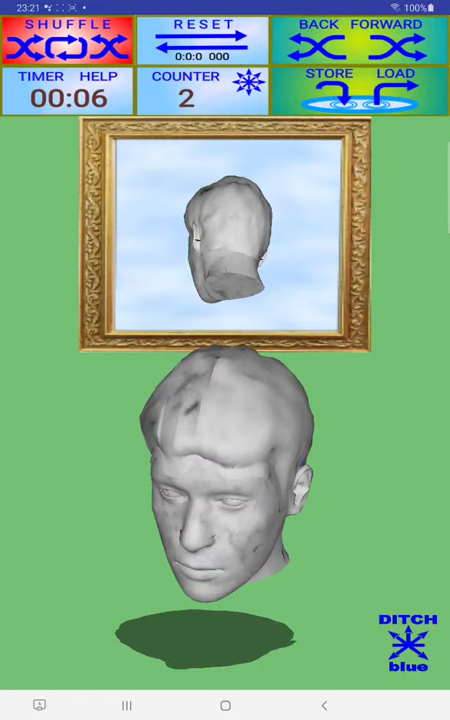 23:21
100%
SHUFFLE
RESET
0:0:0 000
BACK FORWARD
TIMER HELP
00:06
COUNTER
2
STORE LOAD
DITCH
blue